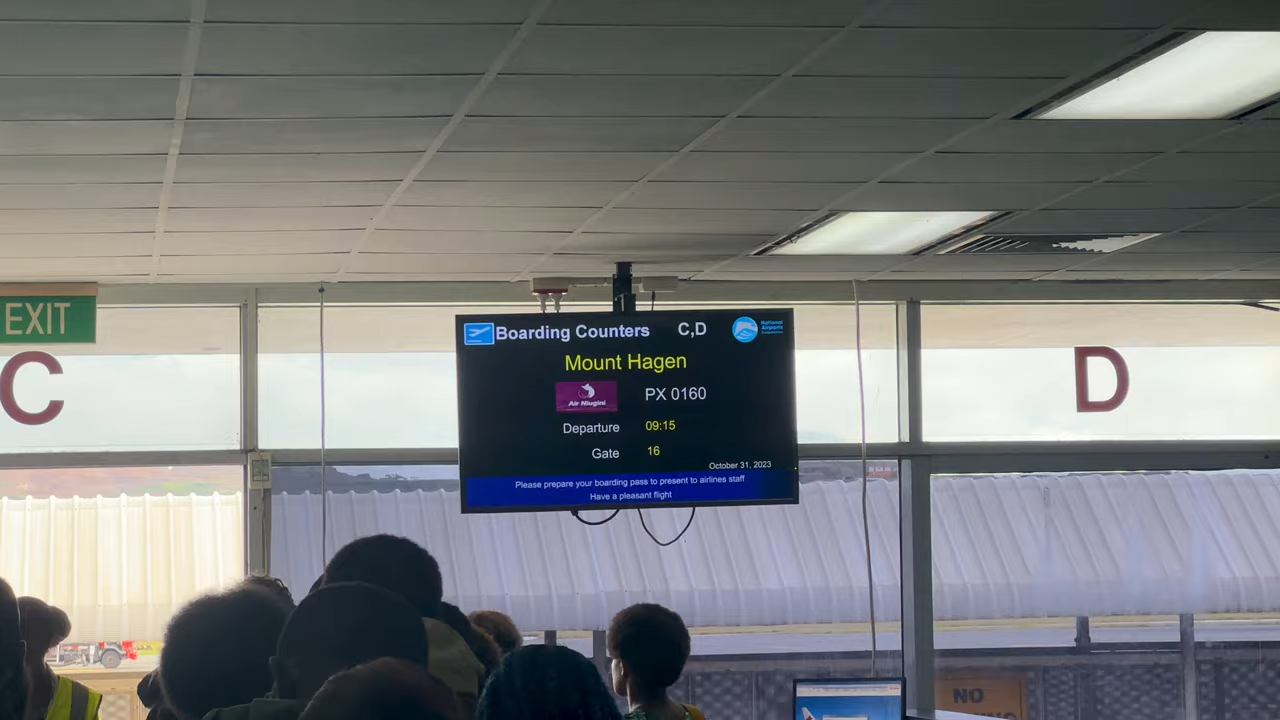 EXIT
C
Boarding Counters C,D
National
Airports
Mount Hagen
Air Niugini
PX 0160
Departure 09:15
Gate 16
October 31, 2023
Please prepare your boarding pass to present to airlines staff
Have a pleasant flight
D
NO